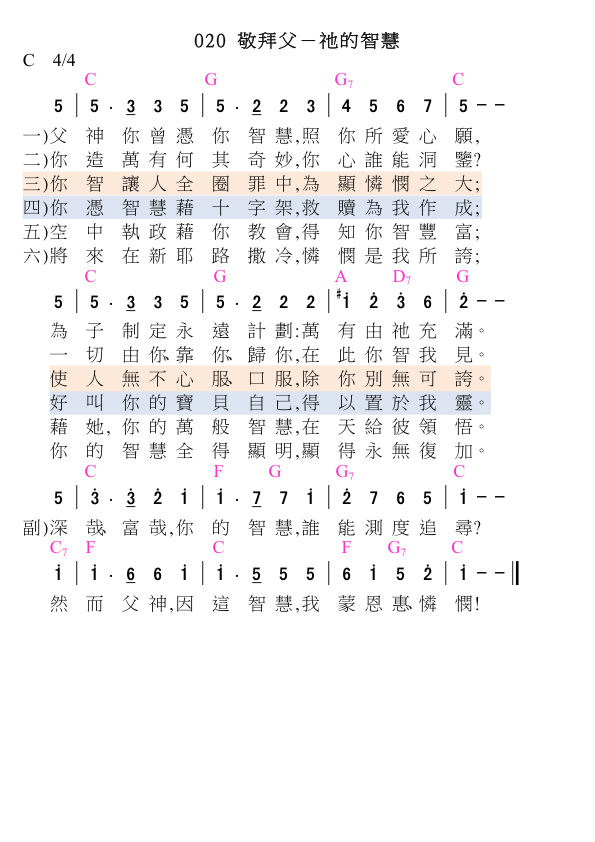 020 敬拜父－祂的智慧
C 4/4
C G G7 C
5 | 5 . 3 3 5 | 5 . 2 2 3 | 4 5 6 7 | 5 － －
一)父 神 你 曾 憑 你 智 慧,照 你 所 愛 心 願,
二)你 造 萬 有 何 其 奇 妙,你 心 誰 能 洞 鑒?
三)你 智 讓 人 全 圈 罪 中,為 顯 憐 憫 之 大;
四)你 憑 智 慧 藉 十 字 架,救 贖 為 我 作 成;
五)空 中 執 政 藉 你 教 會,得 知 你 智 豐 富;
六)將 來 在 新 耶 路 撒 冷,憐 憫 是 我 所 誇;
C G A D7 G
5 | 5 . 3 3 5 | 5 . 2 2 2 | #1̇ 2̇ 3̇ 6 | 2̇ － －
為 子 制 定 永 遠 計 劃:萬 有 由 祂 充 滿。
一 切 由 你、靠 你、歸 你,在 此 你 智 我 見。
使 人 無 不 心 服、口 服,除 你 別 無 可 誇。
好 叫 你 的 寶 貝 自 己,得 以 置 於 我 靈。
藉 她,你 的 萬 般 智 慧,在 天 給 彼 領 悟。
你 的 智 慧 全 得 顯 明,顯 得 永 無 復 加。
C F G G7 C
5 | 3̇ . 3̇ 2̇ 1̇ | 1̇ . 7 7 1̇ | 2̇ 7 6 5 | 1̇ － －
副)深 哉、富 哉,你 的 智 慧,誰 能 測 度 追 尋?
C7 F C F G7 C
1̇ | 1̇ . 6 6 1̇ | 1̇ . 5 5 5 | 6 1̇ 5 2̇ | 1̇ － － ‖
然 而 父 神,因 這 智 慧,我 蒙 恩 惠、憐 憫!